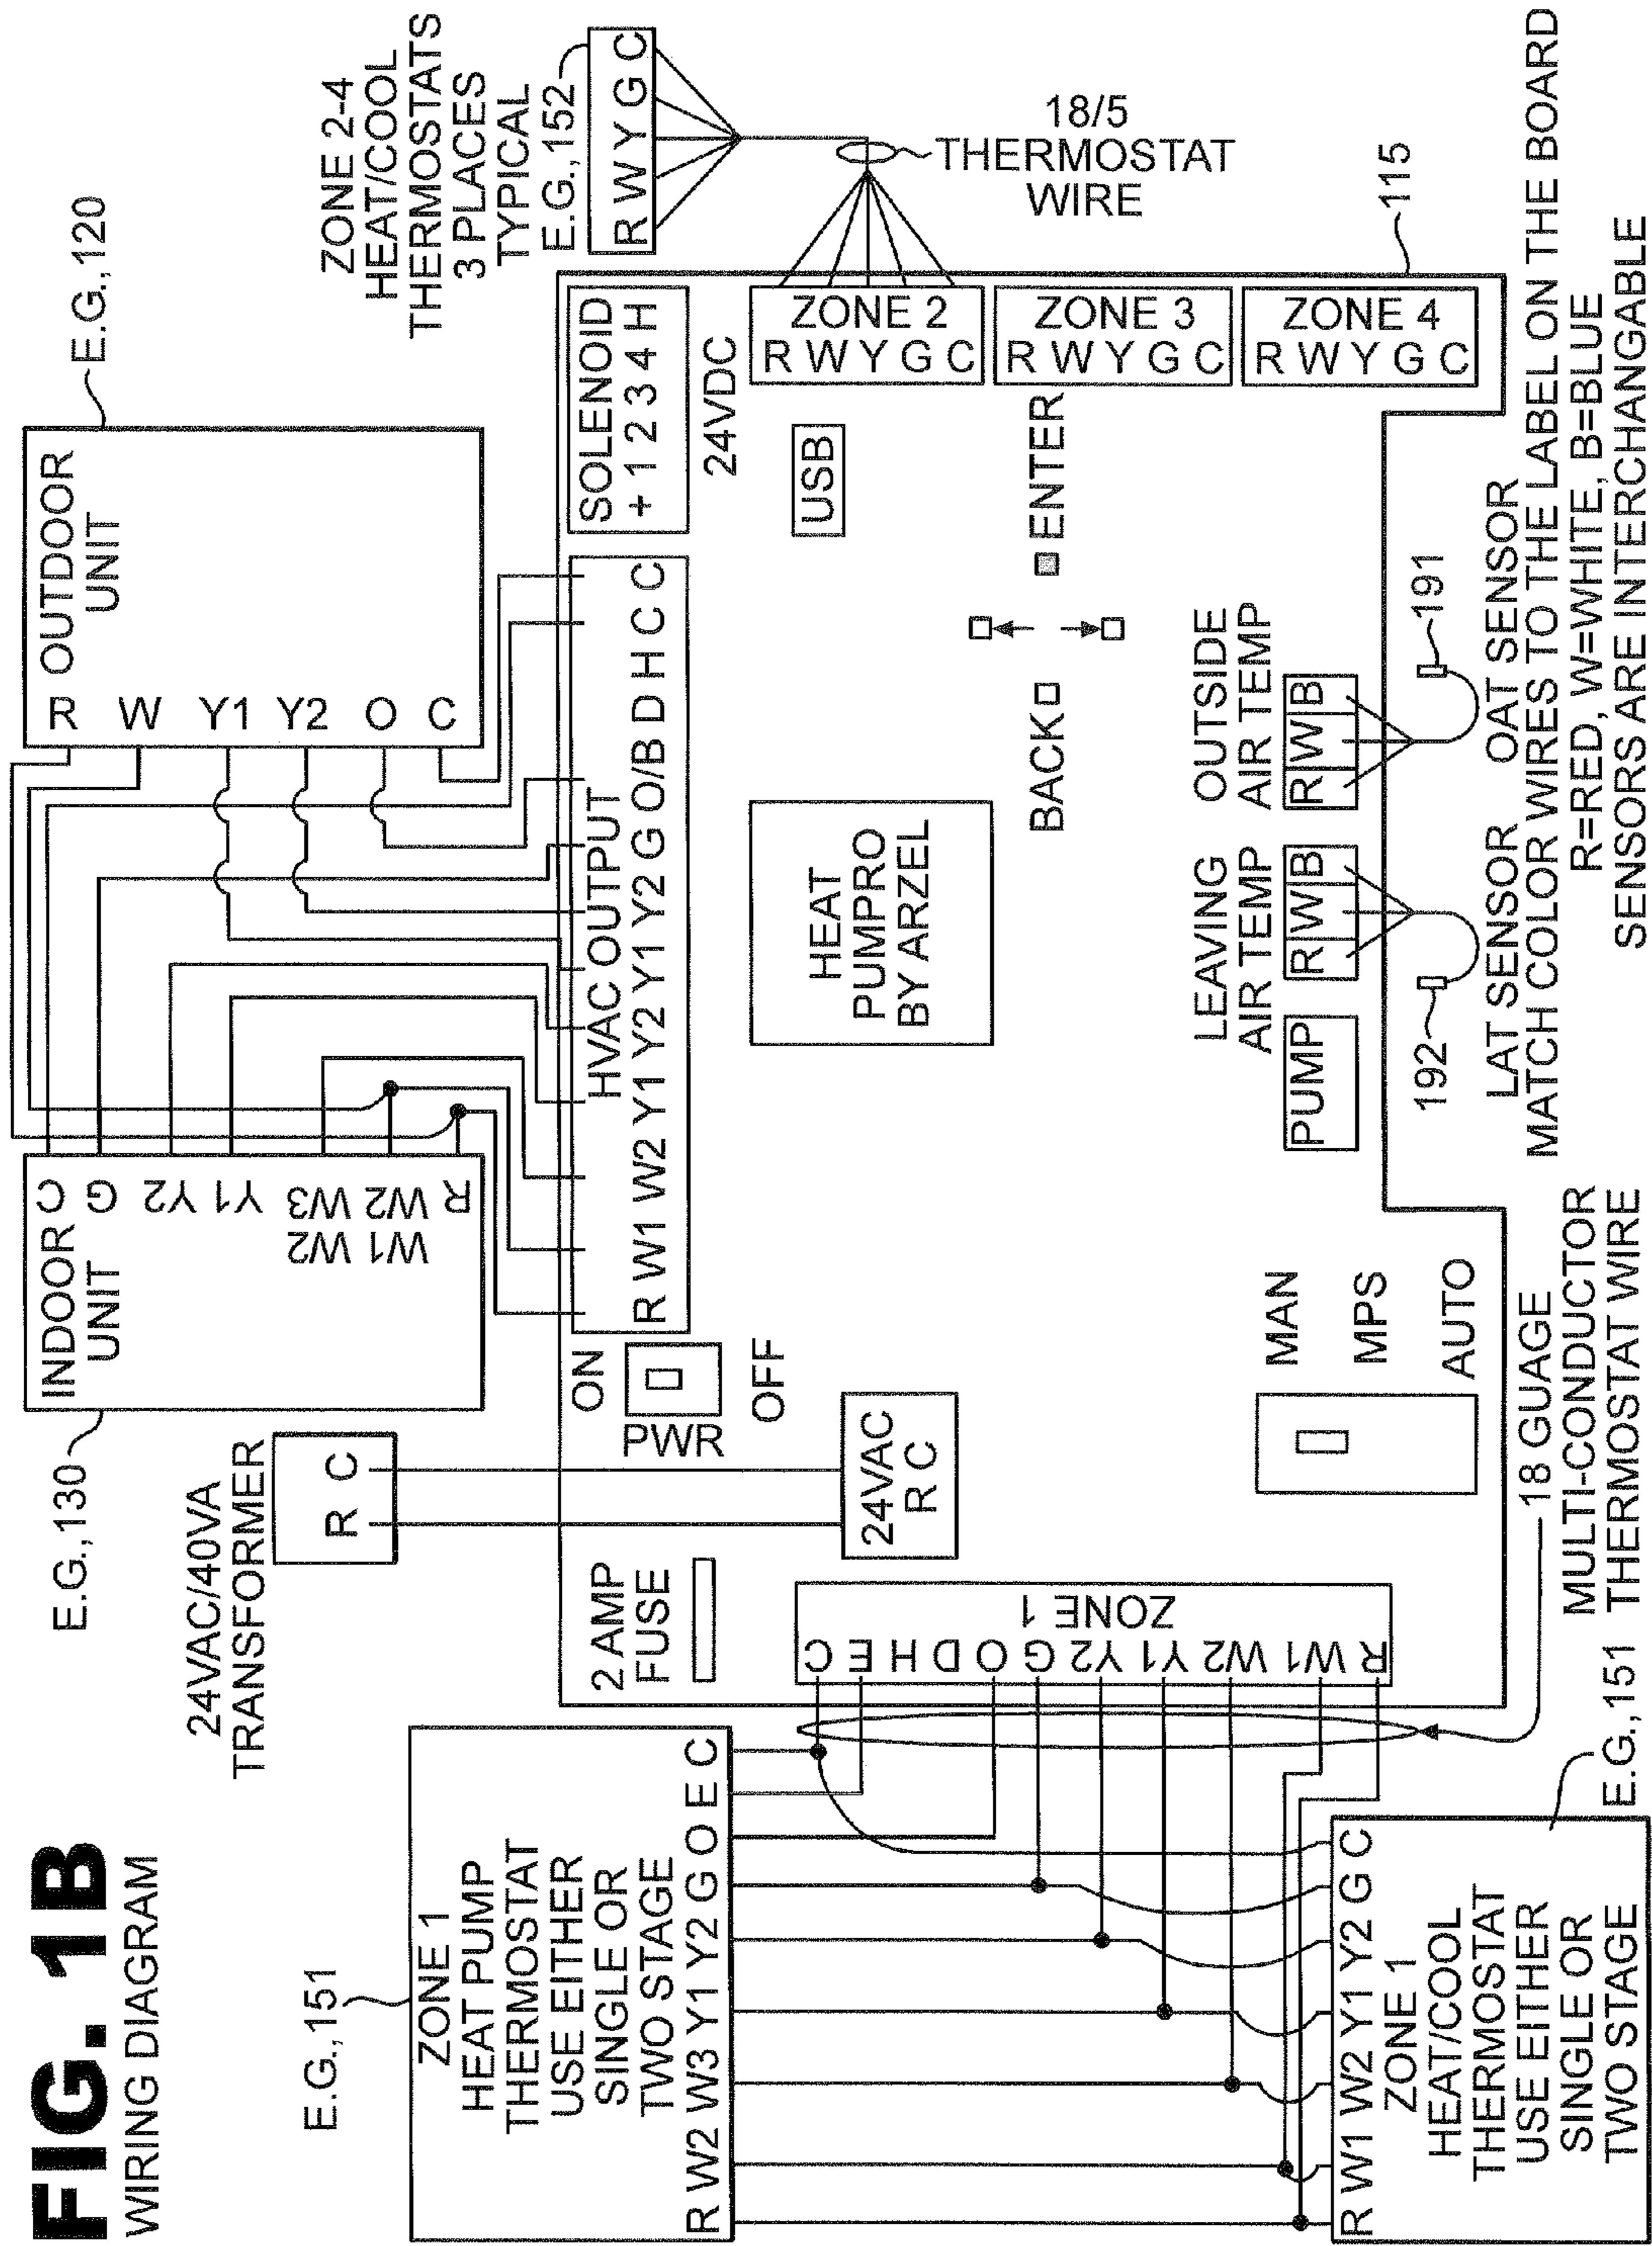 FIG. 1B
WIRING DIAGRAM
E.G.,151
ZONE 1
HEAT PUMP
THERMOSTAT
USE EITHER
SINGLE OR
TWO STAGE
R W2 W3 Y1 Y2 G O E C
R W1 W2 Y1 Y2 G C
ZONE 1
HEAT/COOL
THERMOSTAT
USE EITHER
SINGLE OR
TWO STAGE
E.G.,151
18 GUAGE
MULTI-CONDUCTOR
THERMOSTAT WIRE
24VAC/40VA
TRANSFORMER
R C
E.G.,130
INDOOR
UNIT
C
G
Y2
Y1
W2 W3
W1 W2
R
E.G.,120
OUTDOOR
UNIT
R
W
Y1
Y2
O
C
ZONE 2-4
HEAT/COOL
THERMOSTATS
3 PLACES
TYPICAL
E.G.,152
R W Y G C
18/5
THERMOSTAT
WIRE
115
2 AMP
FUSE
ZONE 1
C
E
H
D
O
G
Y2
Y1
W2
W1
R
24VAC
R C
ON
PWR
OFF
HVAC OUTPUT
R W1 W2 Y1 Y2 Y1 Y2 G O/B D H C C
SOLENOID
+ 1 2 3 4 H
24VDC
USB
ZONE 2
R W Y G C
ZONE 3
R W Y G C
ZONE 4
R W Y G C
HEAT
PUMPRO
BY ARZEL
BACK
ENTER
MAN
MPS
AUTO
PUMP
LEAVING
AIR TEMP
R W B
OUTSIDE
AIR TEMP
R W B
192
191
LAT SENSOR OAT SENSOR
MATCH COLOR WIRES TO THE LABEL ON THE BOARD
R=RED, W=WHITE, B=BLUE
SENSORS ARE INTERCHANGABLE